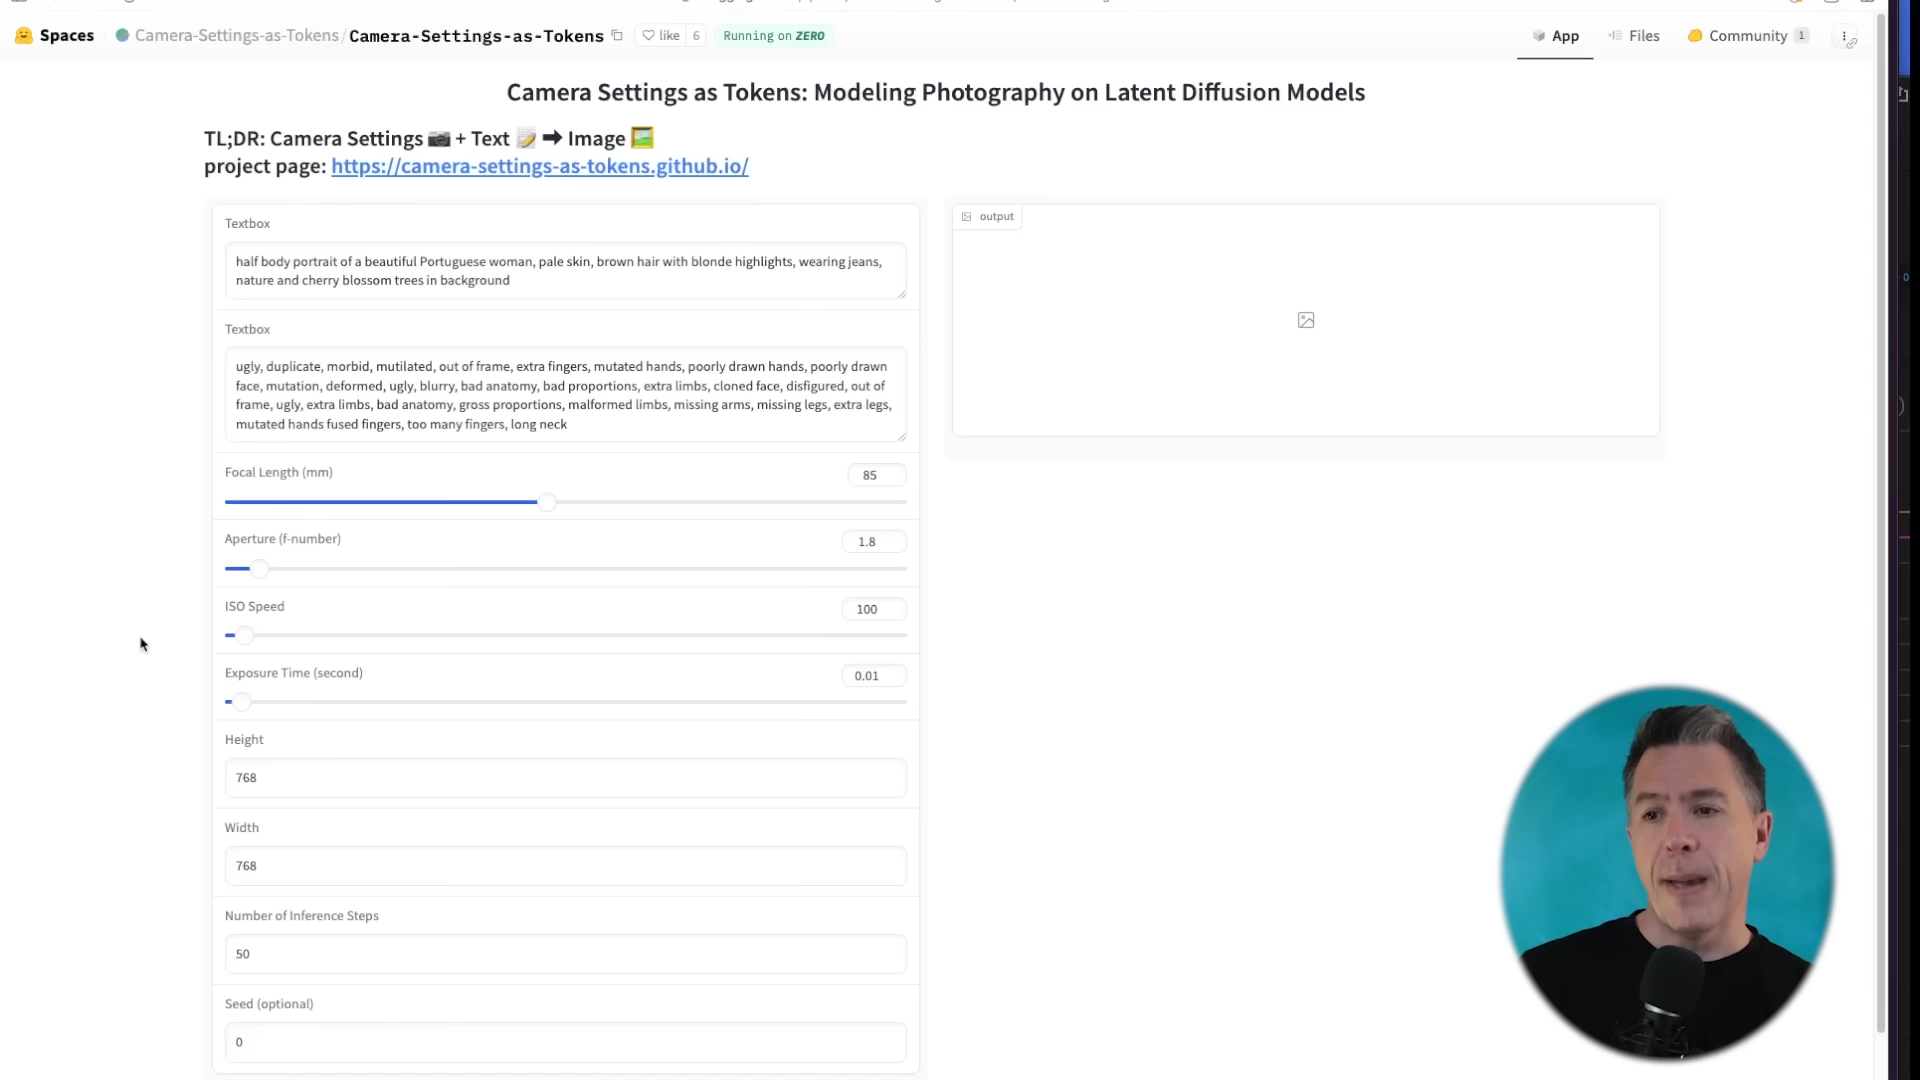 Spaces Camera-Settings-as-Tokens/Camera-Settings-as-Tokens like 6 Running on ZERO App Files Community 1
Camera Settings as Tokens: Modeling Photography on Latent Diffusion Models
TL;DR: Camera Settings 📷 + Text 📝 ➡ Image 🖼️
project page: https://camera-settings-as-tokens.github.io/
Textbox
half body portrait of a beautiful Portuguese woman, pale skin, brown hair with blonde highlights, wearing jeans,
nature and cherry blossom trees in background
Textbox
ugly, duplicate, morbid, mutilated, out of frame, extra fingers, mutated hands, poorly drawn hands, poorly drawn
face, mutation, deformed, ugly, blurry, bad anatomy, bad proportions, extra limbs, cloned face, disfigured, out of
frame, ugly, extra limbs, bad anatomy, gross proportions, malformed limbs, missing arms, missing legs, extra legs,
mutated hands fused fingers, too many fingers, long neck
Focal Length (mm) 85
Aperture (f-number) 1.8
ISO Speed 100
Exposure Time (second) 0.01
Height
768
Width
768
Number of Inference Steps
50
Seed (optional)
0
output